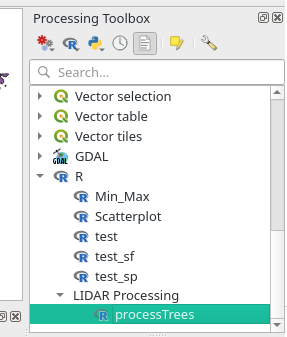 Processing Toolbox
Search...
Vector selection
Vector table
Vector tiles
GDAL
R
Min_Max
Scatterplot
test
test_sf
test_sp
LIDAR Processing
processTrees